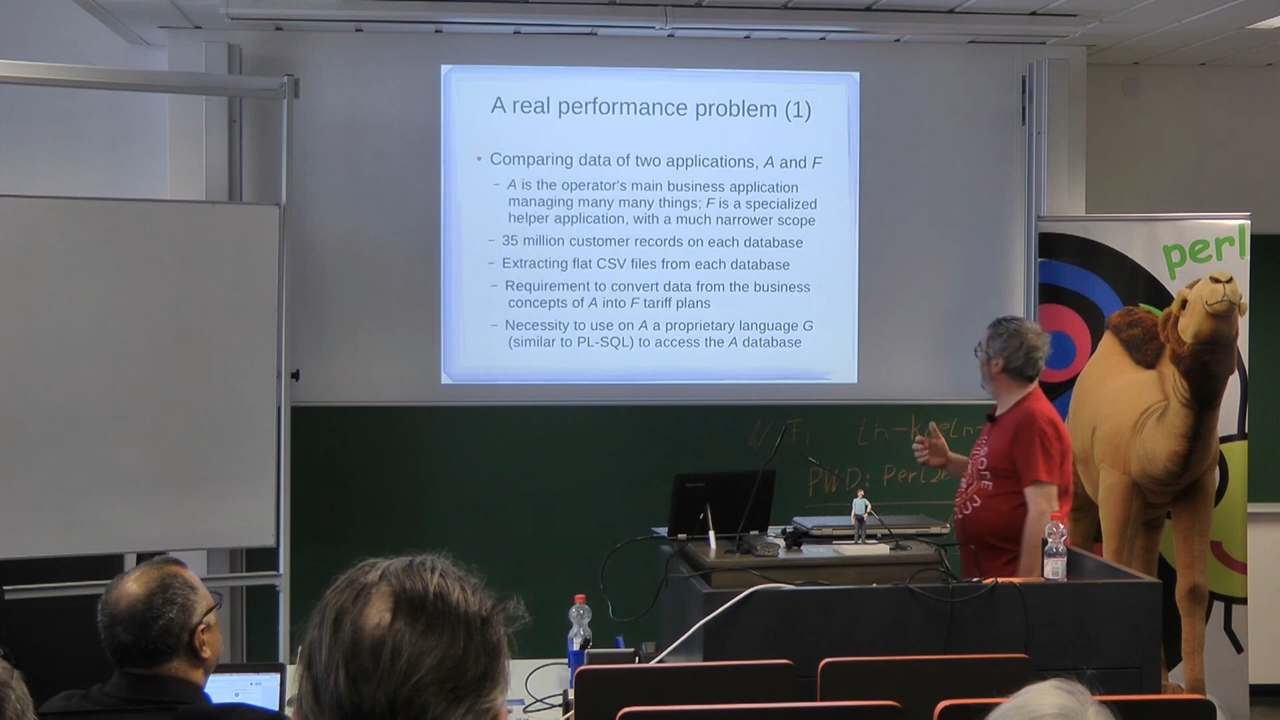 A real performance problem (1)
• Comparing data of two applications, A and F
– A is the operator's main business application
managing many many things; F is a specialized
helper application, with a much narrower scope
– 35 million customer records on each database
– Extracting flat CSV files from each database
– Requirement to convert data from the business
concepts of A into F tariff plans
– Necessity to use on A a proprietary language G
(similar to PL-SQL) to access the A database
perl
PWD: